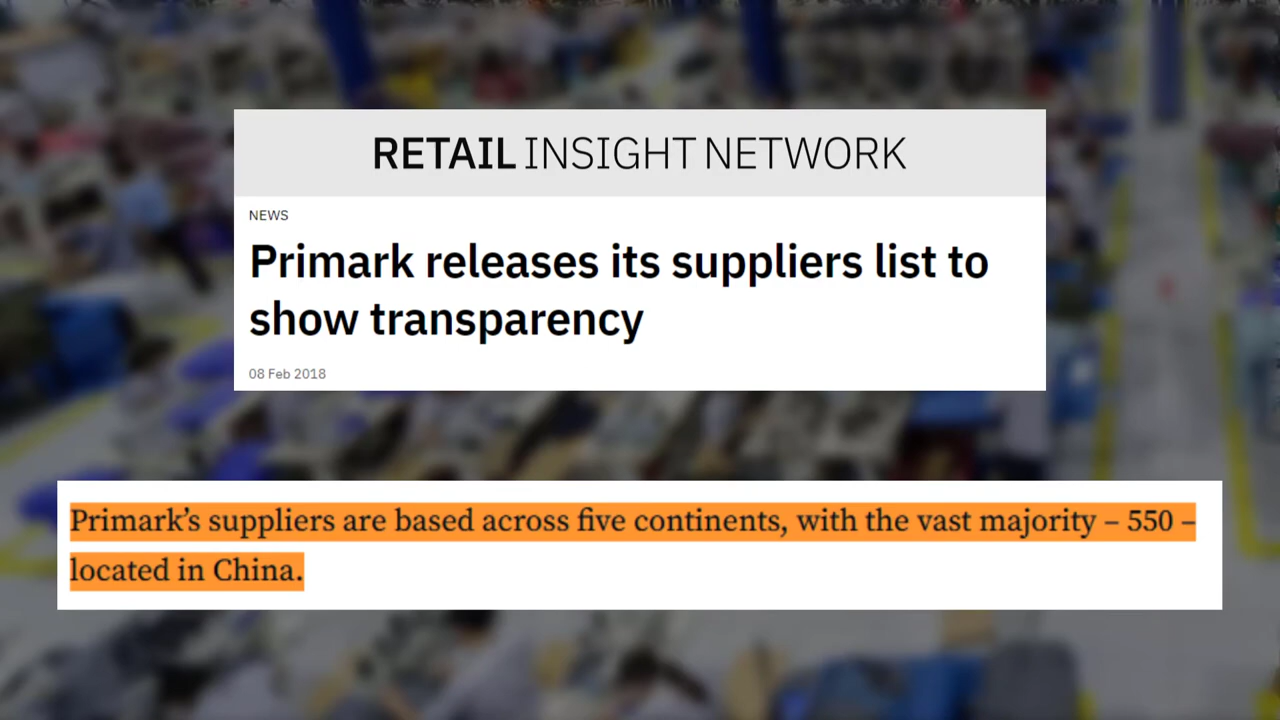 RETAIL INSIGHT NETWORK
NEWS
Primark releases its suppliers list to
show transparency
08 Feb 2018
Primark’s suppliers are based across five continents, with the vast majority – 550 –
located in China.